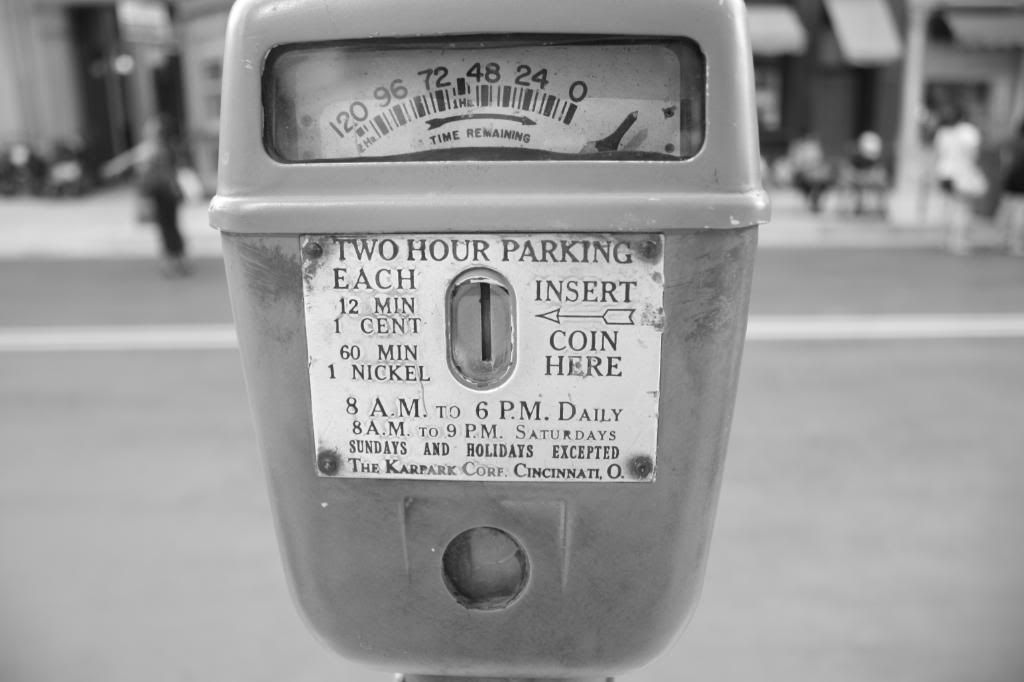 120 96 72 48 24 0
2 Hr 1 Hr
TIME REMAINING
TWO HOUR PARKING
EACH
12 MIN
1 CENT
60 MIN
1 NICKEL
INSERT
COIN
HERE
8 A.M. TO 6 P.M. DAILY
8 A.M. TO 9 P.M. SATURDAYS
SUNDAYS AND HOLIDAYS EXCEPTED
THE KARPARK CORP. CINCINNATI, O.